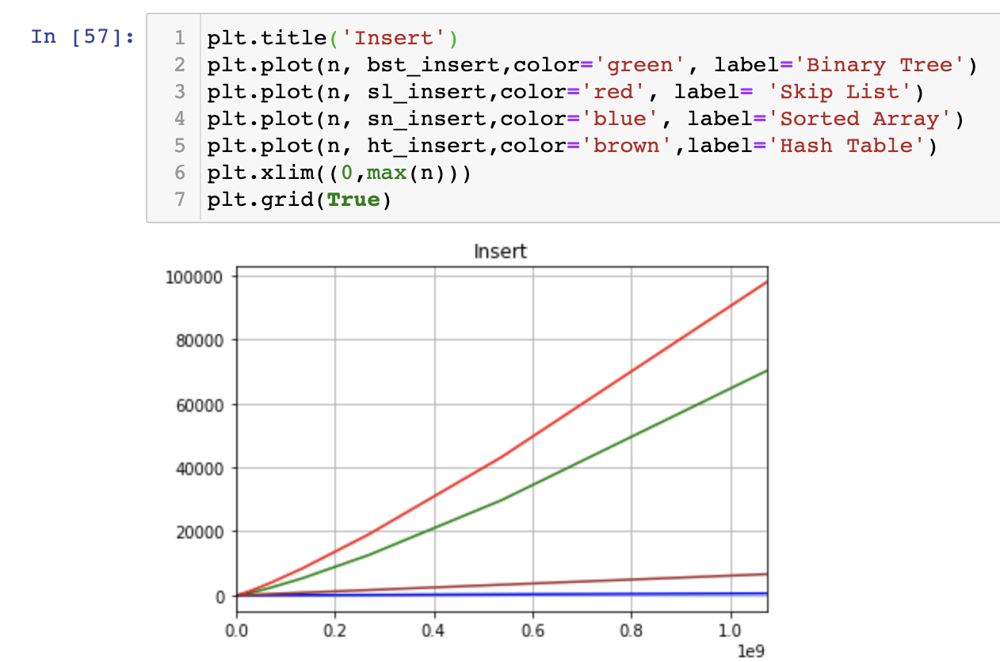 In [57]:
1 plt.title('Insert')
2 plt.plot(n, bst_insert,color='green', label='Binary Tree')
3 plt.plot(n, sl_insert,color='red', label= 'Skip List')
4 plt.plot(n, sn_insert,color='blue', label='Sorted Array')
5 plt.plot(n, ht_insert,color='brown',label='Hash Table')
6 plt.xlim((0,max(n)))
7 plt.grid(True)
Insert
100000
80000
60000
40000
20000
0
0.0 0.2 0.4 0.6 0.8 1.0
1e9